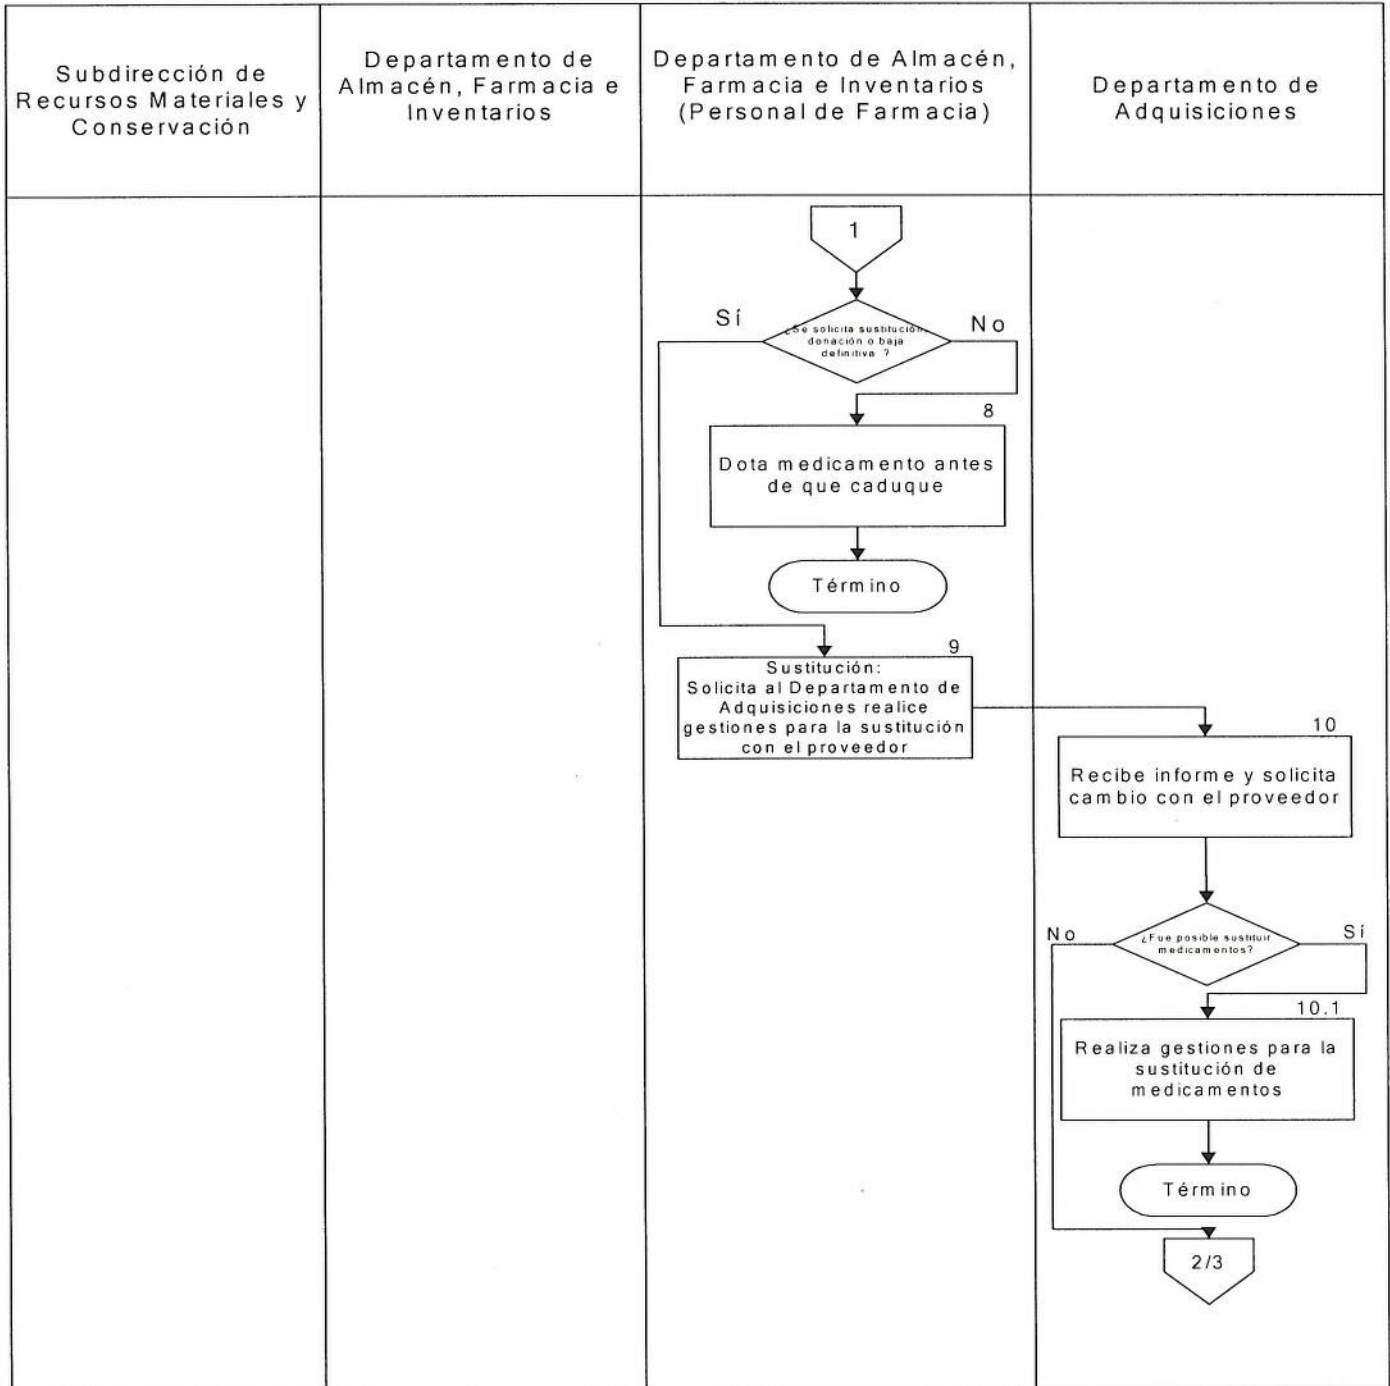 Subdirección de
Recursos Materiales y
Conservación
Departamento de
Almacén, Farmacia e
Inventarios
Departamento de Almacén,
Farmacia e Inventarios
(Personal de Farmacia)
Departamento de
Adquisiciones
1
Sí
¿Se solicita sustitución,
donación o baja
definitiva ?
No
8
Dota medicamento antes
de que caduque
Término
9
Sustitución:
Solicita al Departamento de
Adquisiciones realice
gestiones para la sustitución
con el proveedor
10
Recibe informe y solicita
cambio con el proveedor
No
¿Fue posible sustituir
medicamentos?
Sí
10.1
Realiza gestiones para la
sustitución de
medicamentos
Término
2/3